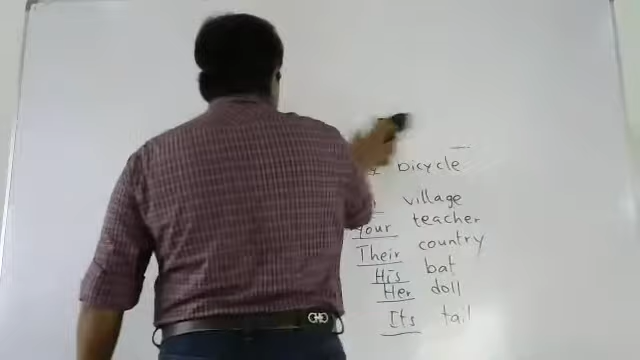 bicycle
village
Your teacher
Their country
His bat
Her doll
Its tail